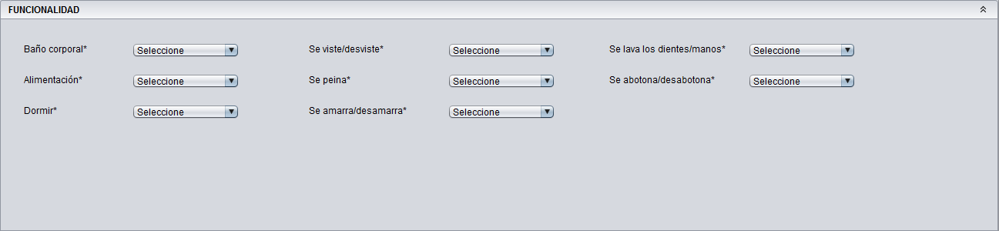 FUNCIONALIDAD
Baño corporal* Seleccione Se viste/desviste* Seleccione Se lava los dientes/manos* Seleccione
Alimentación* Seleccione Se peina* Seleccione Se abotona/desabotona* Seleccione
Dormir* Seleccione Se amarra/desamarra* Seleccione